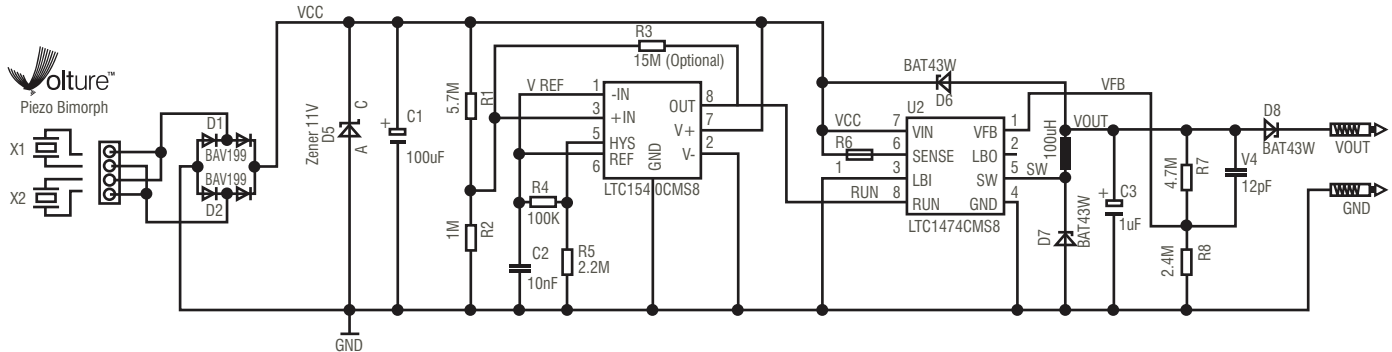 VCC
olture™
Piezo Bimorph
X1
X2
D1
BAV199
BAV199
D2
Zener 11V
D5
C
A
GND
C1
+
100uF
5.7M
R1
1M
R2
R3
15M (Optional)
V REF
1
3
5
6
-IN
+IN
HYS
REF
GND
OUT
V+
V-
8
7
2
LTC1540CMS8
R4
100K
C2
10nF
R5
2.2M
BAT43W
D6
U2
VCC
R6
1
RUN
7
6
3
8
VIN
SENSE
LBI
RUN
VFB
LBO
SW
GND
1
2
5
4
LTC1474CMS8
VFB
VOUT
100uH
SW
D7
BAT43W
+
C3
1uF
4.7M
R7
2.4M
R8
V4
12pF
D8
BAT43W
VOUT
GND